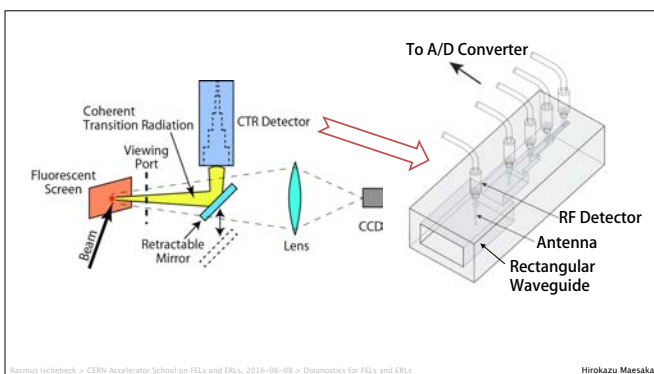 To A/D Converter
Coherent
Transition Radiation
CTR Detector
Viewing
Port
Fluorescent
Screen
Beam
Retractable
Mirror
Lens
CCD
RF Detector
Antenna
Rectangular
Waveguide
Rasmus Ischebeck > CERN Accelerator School on FELs and ERLs, 2016-06-08 > Diagnostics for FELs and ERLs
Hirokazu Maesaka